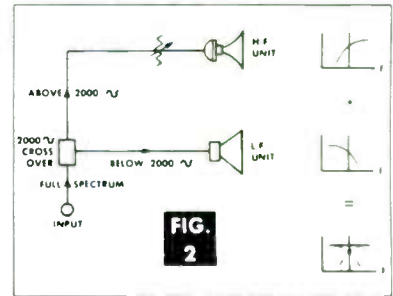 H F
UNIT
F
ABOVE 2000 ∿
2000 ∿
CROSS
OVER
BELOW 2000 ∿
L F
UNIT
FULL SPECTRUM
INPUT
FIG.
2
=